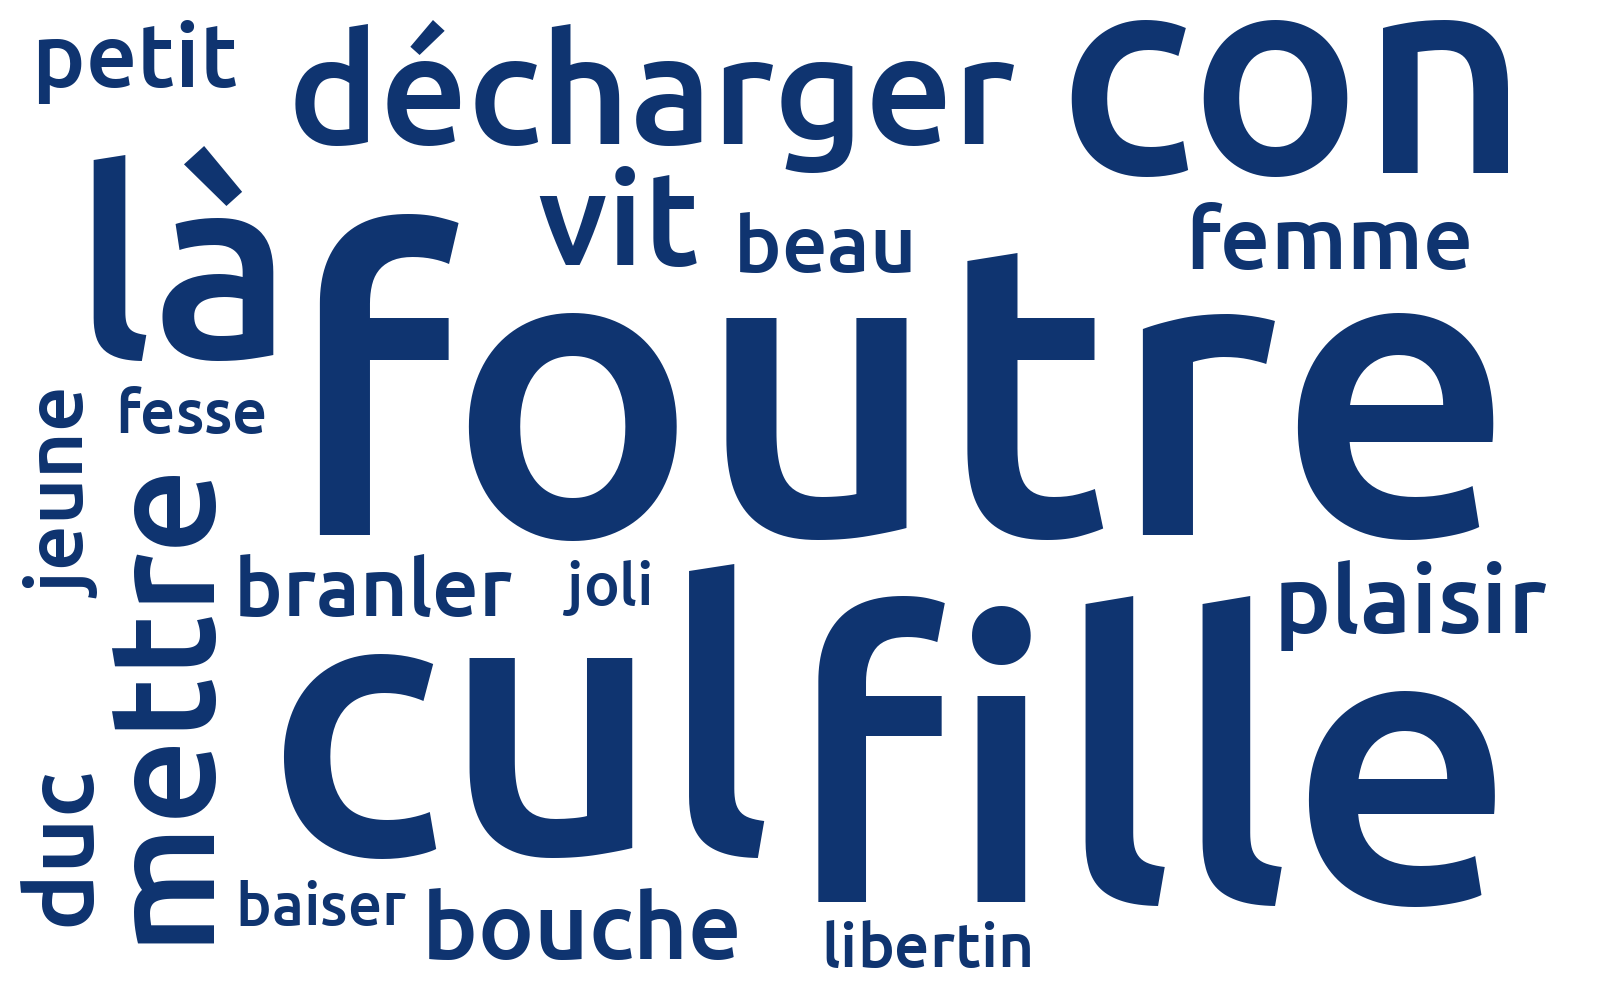 petit
décharger
con
là
vit
beau
femme
foutre
fesse
jeune
mettre
branler
joli
plaisir
cul
fille
duc
baiser
bouche
libertin